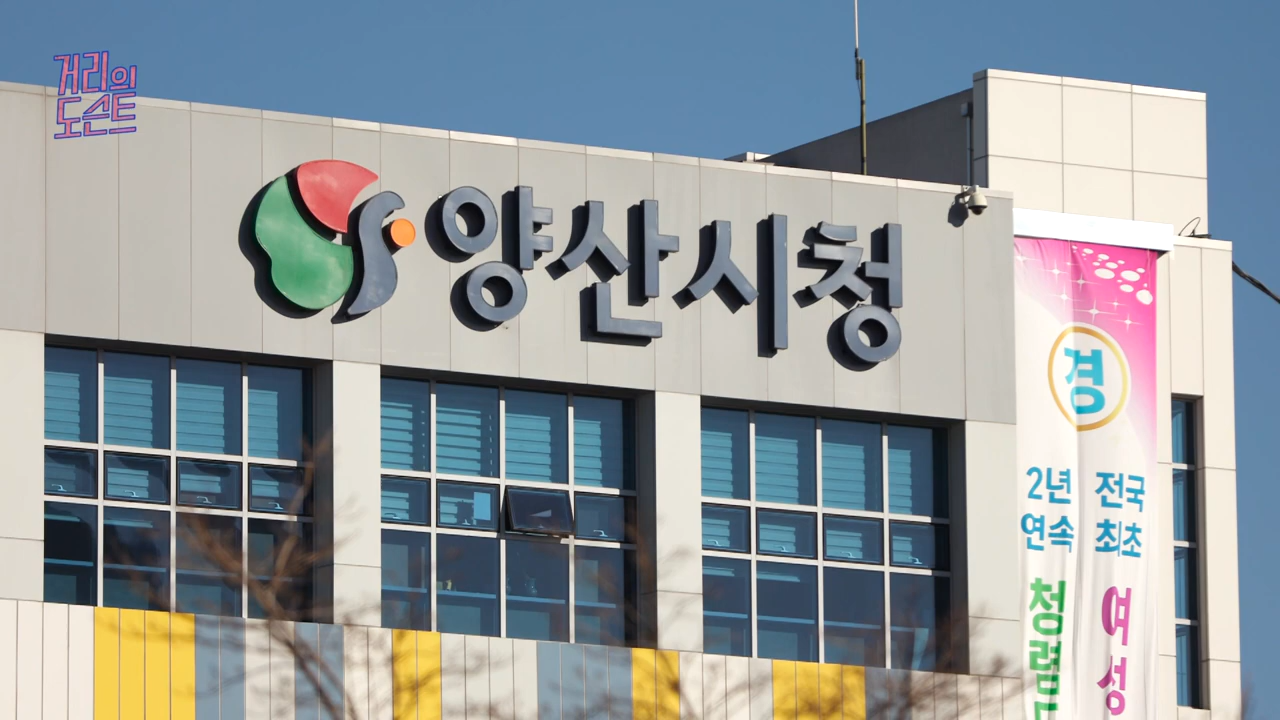 거리의
도슨트
양산시청
경
2년 전국
연속 최초
청렴
여성